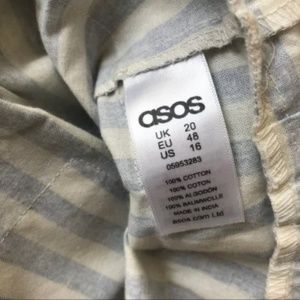 asos
UK 20
EU 48
US 16
05953283
100% COTTON
100% COTON
100% ALGODÓN
100% BAUMWOLLE
MADE IN INDIA
asos.com Ltd